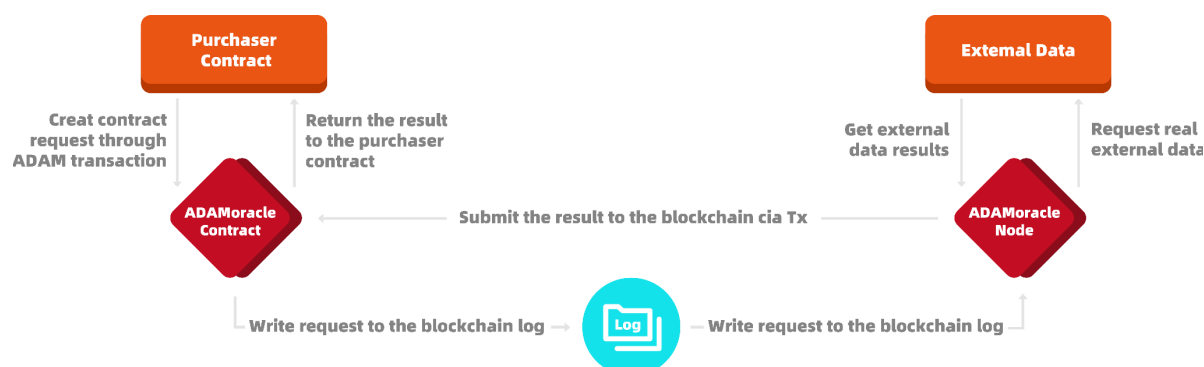 Purchaser
Contract
External Data
Creat contract
request through
ADAM transaction
Return the result
to the purchaser
contract
Get external
data results
Request real
external data
ADAMoracle
Contract
Submit the result to the blockchain cia Tx
ADAMoracle
Node
Write request to the blockchain log
Log
Write request to the blockchain log